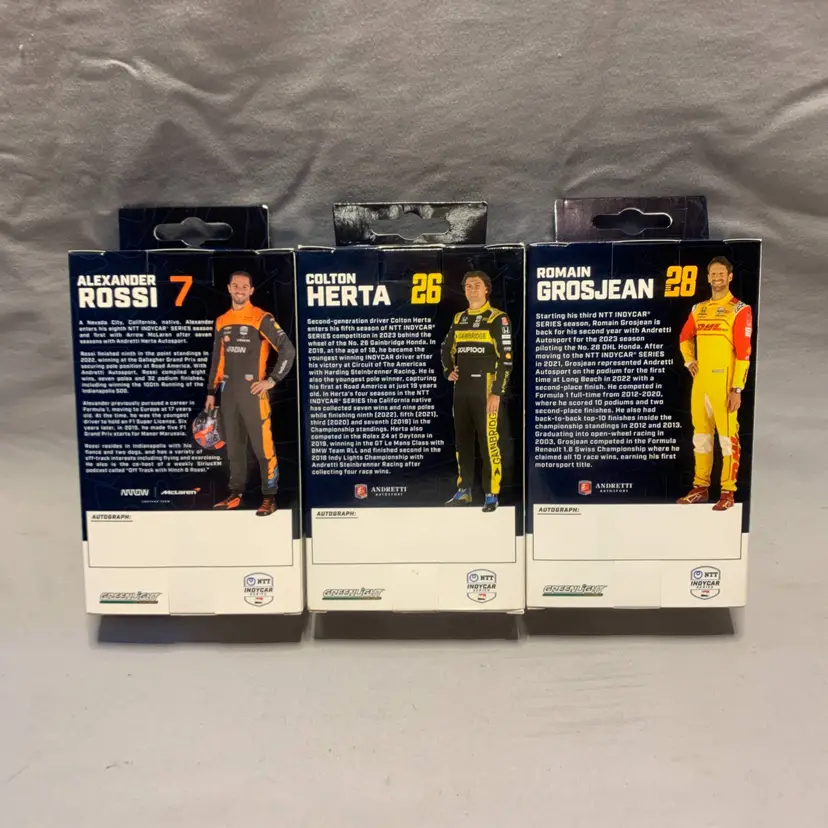 ALEXANDER
ROSSI 7
A Nevada City, California, native, Alexander
enters his eighth NTT INDYCAR® SERIES season
and first with Arrow McLaren after seven
seasons with Andretti Herta Autosport.
Rossi finished ninth in the point standings in
2022, winning at the Gallagher Grand Prix and
securing pole position at Road America. With
Andretti Autosport, Rossi compiled eight
wins, seven poles and 32 podium finishes,
including winning the 100th Running of the
Indianapolis 500.
Alexander previously pursued a career in
Formula 1, moving to Europe at 17 years
old. At the time, he was the youngest
driver to hold an F1 Super License. Six
years later, in 2015, he made five F1
Grand Prix starts for Manor Marussia.
Rossi resides in Indianapolis with his
fiancé and two dogs, and has a variety of
off-track interests including flying and exercising.
He also is the co-host of a weekly SiriusXM
podcast called "Off Track with Hinch & Rossi."
ARROW McLaren
AUTOGRAPH:
GREENLIGHT
NTT
INDYCAR
SERIES
COLTON
HERTA 26
Second-generation driver Colton Herta
enters his fifth season of NTT INDYCAR®
SERIES competition in 2023 behind the
wheel of the No. 26 Gainbridge Honda. In
2019, at the age of 18, he became the
youngest winning INDYCAR driver after
his victory at Circuit of The Americas
with Harding Steinbrenner Racing. He is
also the youngest pole winner, capturing
his first at Road America at just 19 years
old. In Herta's four seasons in the NTT
INDYCAR® SERIES the California native
has collected seven wins and nine poles
while finishing ninth (2022), fifth (2021),
third (2020) and seventh (2019) in the
Championship standings. Herta also
competed in the Rolex 24 at Daytona in
2019, winning in the GT Le Mans Class with
BMW Team RLL and finished second in the
2018 Indy Lights Championship with
Andretti Steinbrenner Racing after
collecting four race wins.
GAINBRIDGE
GAINBRIDGE
ANDRETTI
AUTOSPORT
AUTOGRAPH:
GREENLIGHT
NTT
INDYCAR
SERIES
ROMAIN
GROSJEAN 28
Starting his third NTT INDYCAR®
SERIES season, Romain Grosjean is
back for his second year with Andretti
Autosport for the 2023 season
piloting the No. 28 DHL Honda. After
moving to the NTT INDYCAR® SERIES
in 2021, Grosjean represented Andretti
Autosport on the podium for the first
time at Long Beach in 2022 with a
second-place finish. He competed in
Formula 1 full-time from 2012-2020,
where he scored 10 podiums and two
second-place finishes. He also had
back-to-back top-10 finishes inside the
championship standings in 2012 and 2013.
Graduating into open-wheel racing in
2003, Grosjean competed in the Formula
Renault 1.6 Swiss Championship where he
claimed all 10 race wins, earning his first
motorsport title.
DHL
ANDRETTI
AUTOSPORT
AUTOGRAPH:
GREENLIGHT
NTT
INDYCAR
SERIES